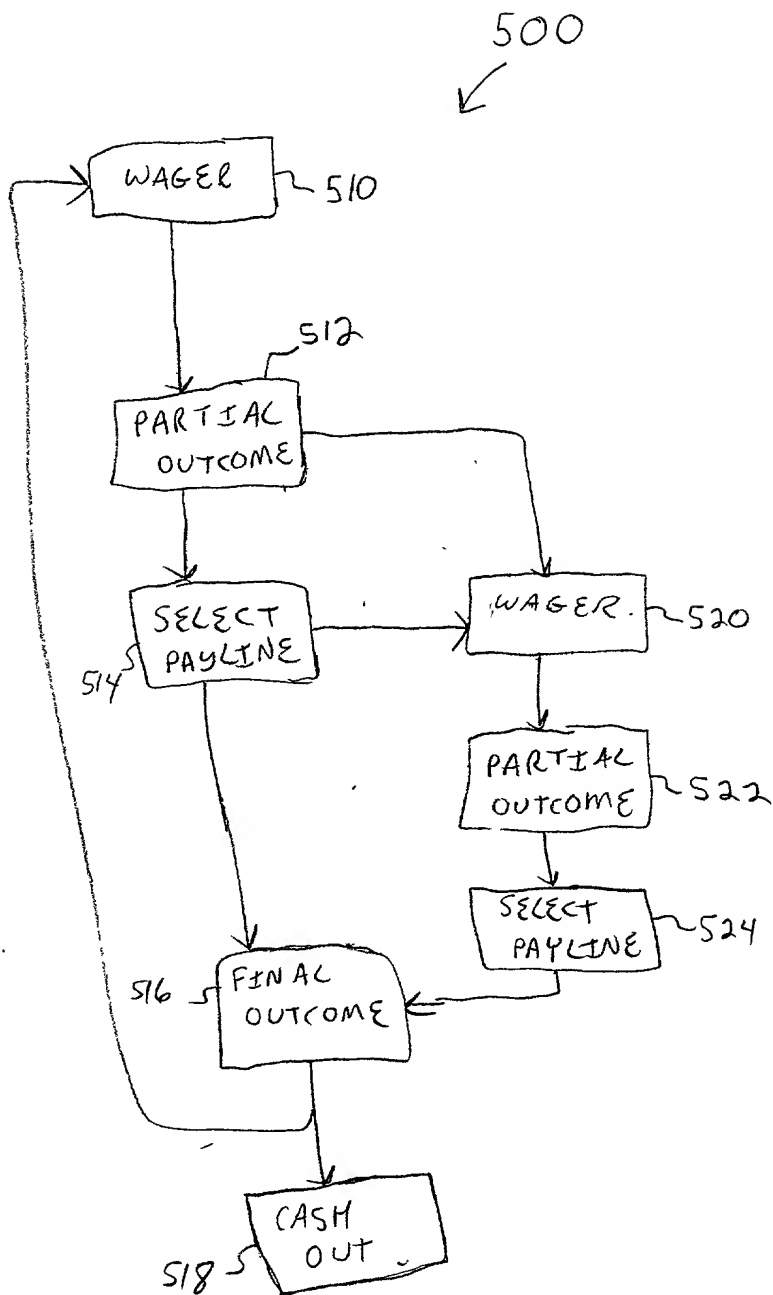 500
WAGER
510
512
PARTIAL
OUTCOME
SELECT
PAYLINE
514
WAGER.
520
PARTIAL
OUTCOME
522
SELECT
PAYLINE
524
516
FINAL
OUTCOME
CASH
OUT
518